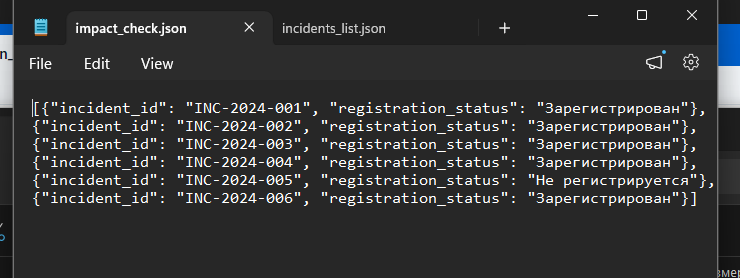 impact_check.json
incidents_list.json
File Edit View
[{"incident_id": "INC-2024-001", "registration_status": "Зарегистрирован"},
{"incident_id": "INC-2024-002", "registration_status": "Зарегистрирован"},
{"incident_id": "INC-2024-003", "registration_status": "Зарегистрирован"},
{"incident_id": "INC-2024-004", "registration_status": "Зарегистрирован"},
{"incident_id": "INC-2024-005", "registration_status": "Не регистрируется"},
{"incident_id": "INC-2024-006", "registration_status": "Зарегистрирован"}]